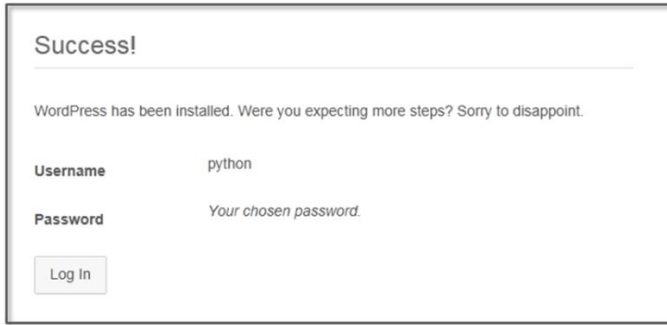 Success!
WordPress has been installed. Were you expecting more steps? Sorry to disappoint.
Username python
Password Your chosen password.
Log In